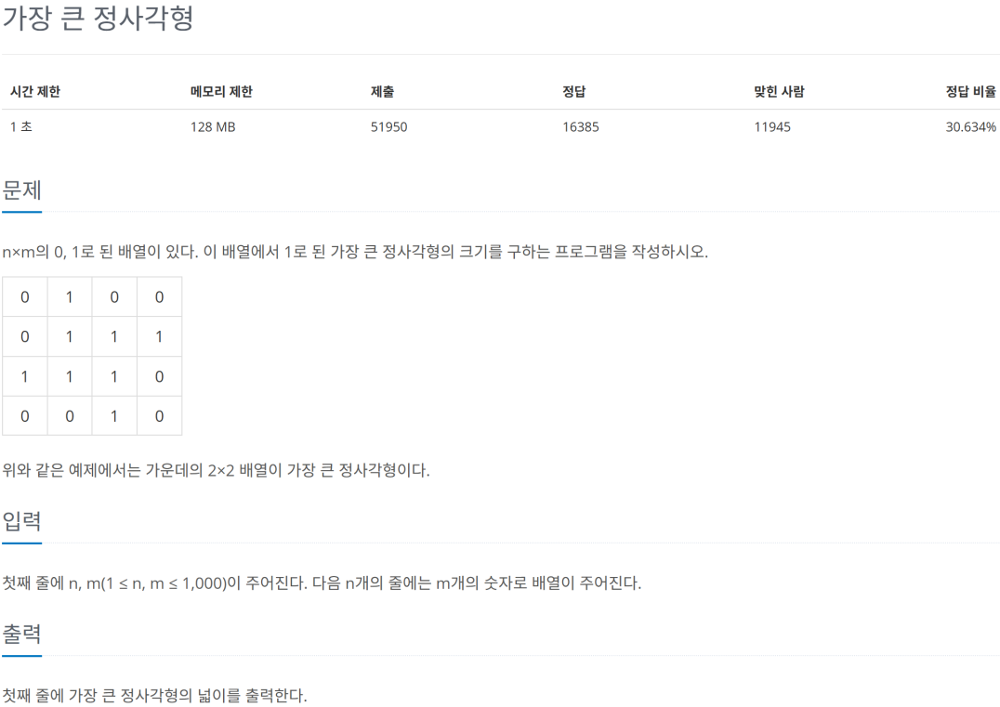 가장 큰 정사각형
시간 제한 메모리 제한 제출 정답 맞힌 사람 정답 비율
1 초 128 MB 51950 16385 11945 30.634%
문제
n×m의 0, 1로 된 배열이 있다. 이 배열에서 1로 된 가장 큰 정사각형의 크기를 구하는 프로그램을 작성하시오.
0 1 0 0
0 1 1 1
1 1 1 0
0 0 1 0
위와 같은 예제에서는 가운데의 2×2 배열이 가장 큰 정사각형이다.
입력
첫째 줄에 n, m(1 ≤ n, m ≤ 1,000)이 주어진다. 다음 n개의 줄에는 m개의 숫자로 배열이 주어진다.
출력
첫째 줄에 가장 큰 정사각형의 넓이를 출력한다.